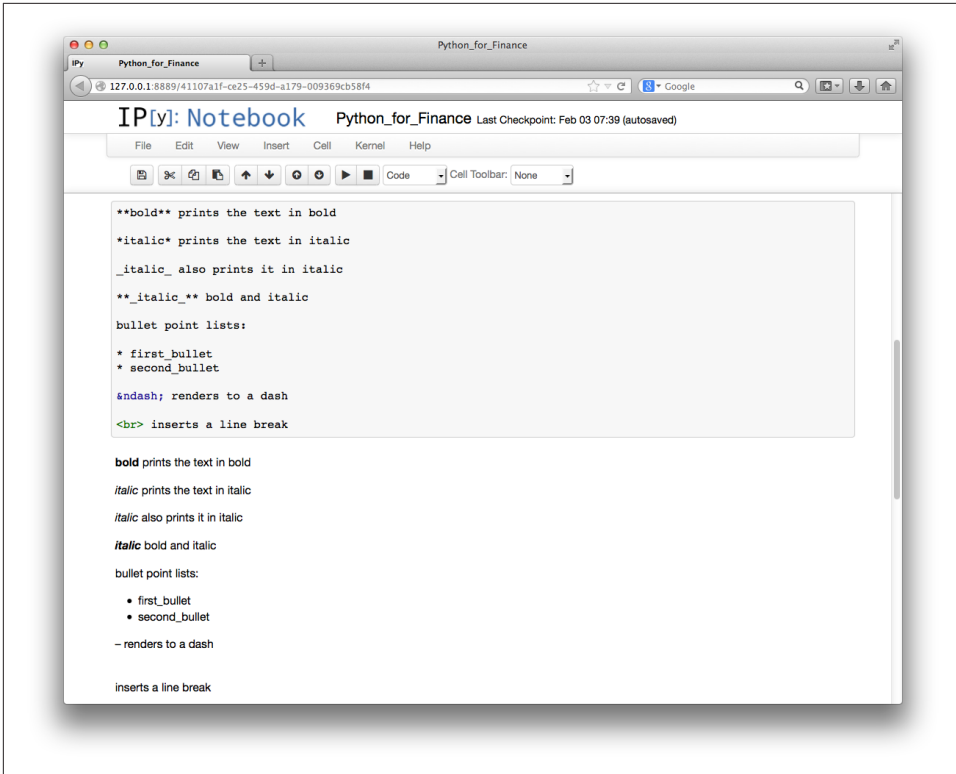 Python_for_Finance
IPy Python_for_Finance
127.0.0.1:8889/41107a1f-ce25-459d-a179-009369cb58f4 Google
IP[y]: Notebook Python_for_Finance Last Checkpoint: Feb 03 07:39 (autosaved)
File Edit View Insert Cell Kernel Help
Code Cell Toolbar: None
**bold** prints the text in bold
*italic* prints the text in italic
_italic_ also prints it in italic
**_italic_** bold and italic
bullet point lists:
* first_bullet
* second_bullet
&ndash; renders to a dash
<br> inserts a line break
bold prints the text in bold
italic prints the text in italic
italic also prints it in italic
italic bold and italic
bullet point lists:
• first_bullet
• second_bullet
– renders to a dash
inserts a line break